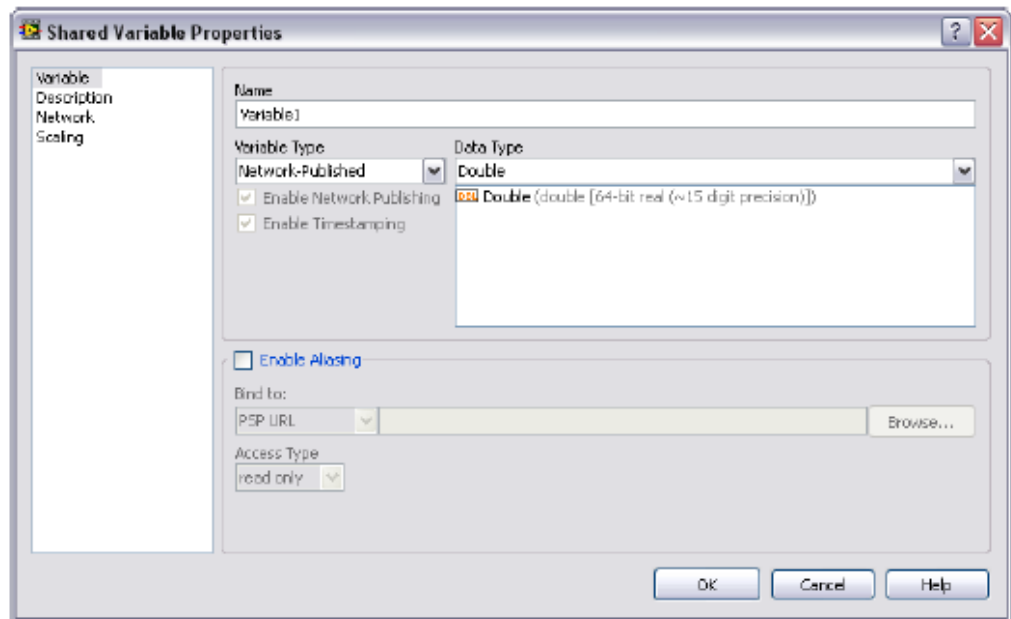 Shared Variable Properties
Variable
Description
Network
Scaling
Name
Variable1
Variable Type
Data Type
Network-Published
Double
Enable Network Publishing
DBL Double (double [64-bit real (~15 digit precision)])
Enable Timestamping
Enable Aliasing
Bind to:
PSP URL
Browse...
Access Type
read only
OK
Cancel
Help